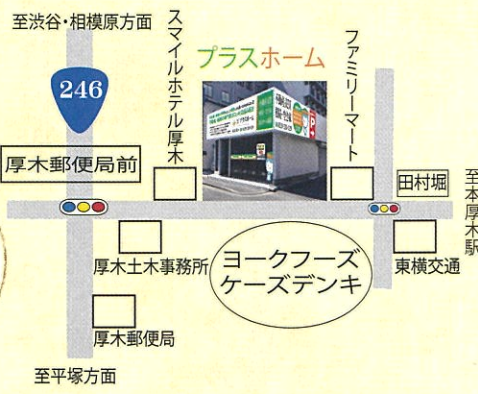 至渋谷・相模原方面
246
スマイルホテル厚木
プラスホーム
ファミリーマート
厚木郵便局前
田村堀
至本厚木駅
厚木土木事務所
ヨークフーズ
ケーズデンキ
東横交通
厚木郵便局
至平塚方面